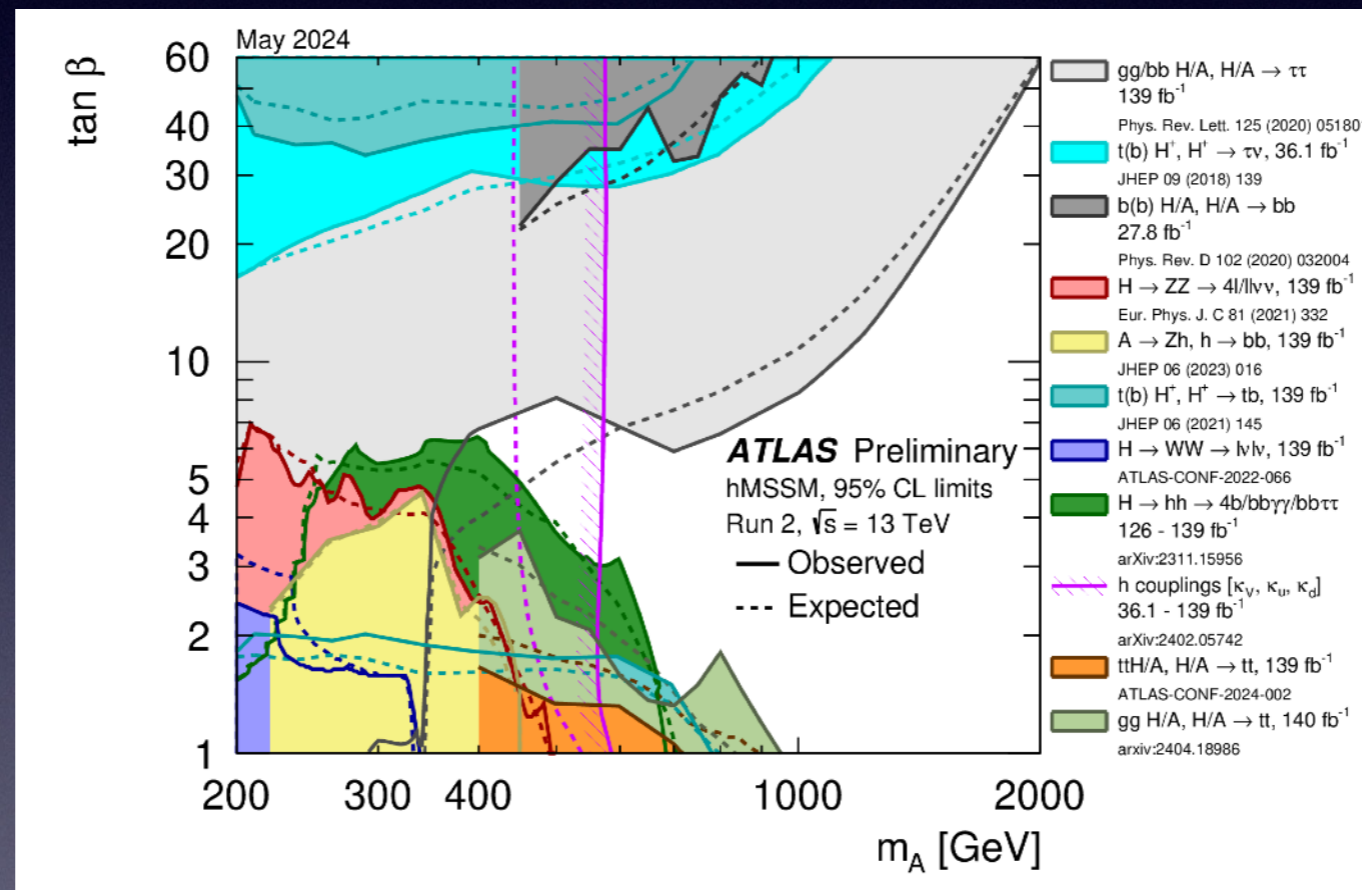 May 2024
tan β
60
40
30
20
10
5
4
3
2
1
200
300
400
1000
2000
m_A [GeV]
ATLAS Preliminary
hMSSM, 95% CL limits
Run 2, √s = 13 TeV
Observed
Expected
gg/bb H/A, H/A → ττ
139 fb⁻¹
Phys. Rev. Lett. 125 (2020) 051801
t(b) H⁺, H⁺ → τν, 36.1 fb⁻¹
JHEP 09 (2018) 139
b(b) H/A, H/A → bb
27.8 fb⁻¹
Phys. Rev. D 102 (2020) 032004
H → ZZ → 4l/llνν, 139 fb⁻¹
Eur. Phys. J. C 81 (2021) 332
A → Zh, h → bb, 139 fb⁻¹
JHEP 06 (2023) 016
t(b) H⁺, H⁺ → tb, 139 fb⁻¹
JHEP 06 (2021) 145
H → WW → lνlν, 139 fb⁻¹
ATLAS-CONF-2022-066
H → hh → 4b/bbγγ/bbττ
126 - 139 fb⁻¹
arXiv:2311.15956
h couplings [κ_V, κ_u, κ_d]
36.1 - 139 fb⁻¹
arXiv:2402.05742
ttH/A, H/A → tt, 139 fb⁻¹
ATLAS-CONF-2024-002
gg H/A, H/A → tt, 140 fb⁻¹
arxiv:2404.18986